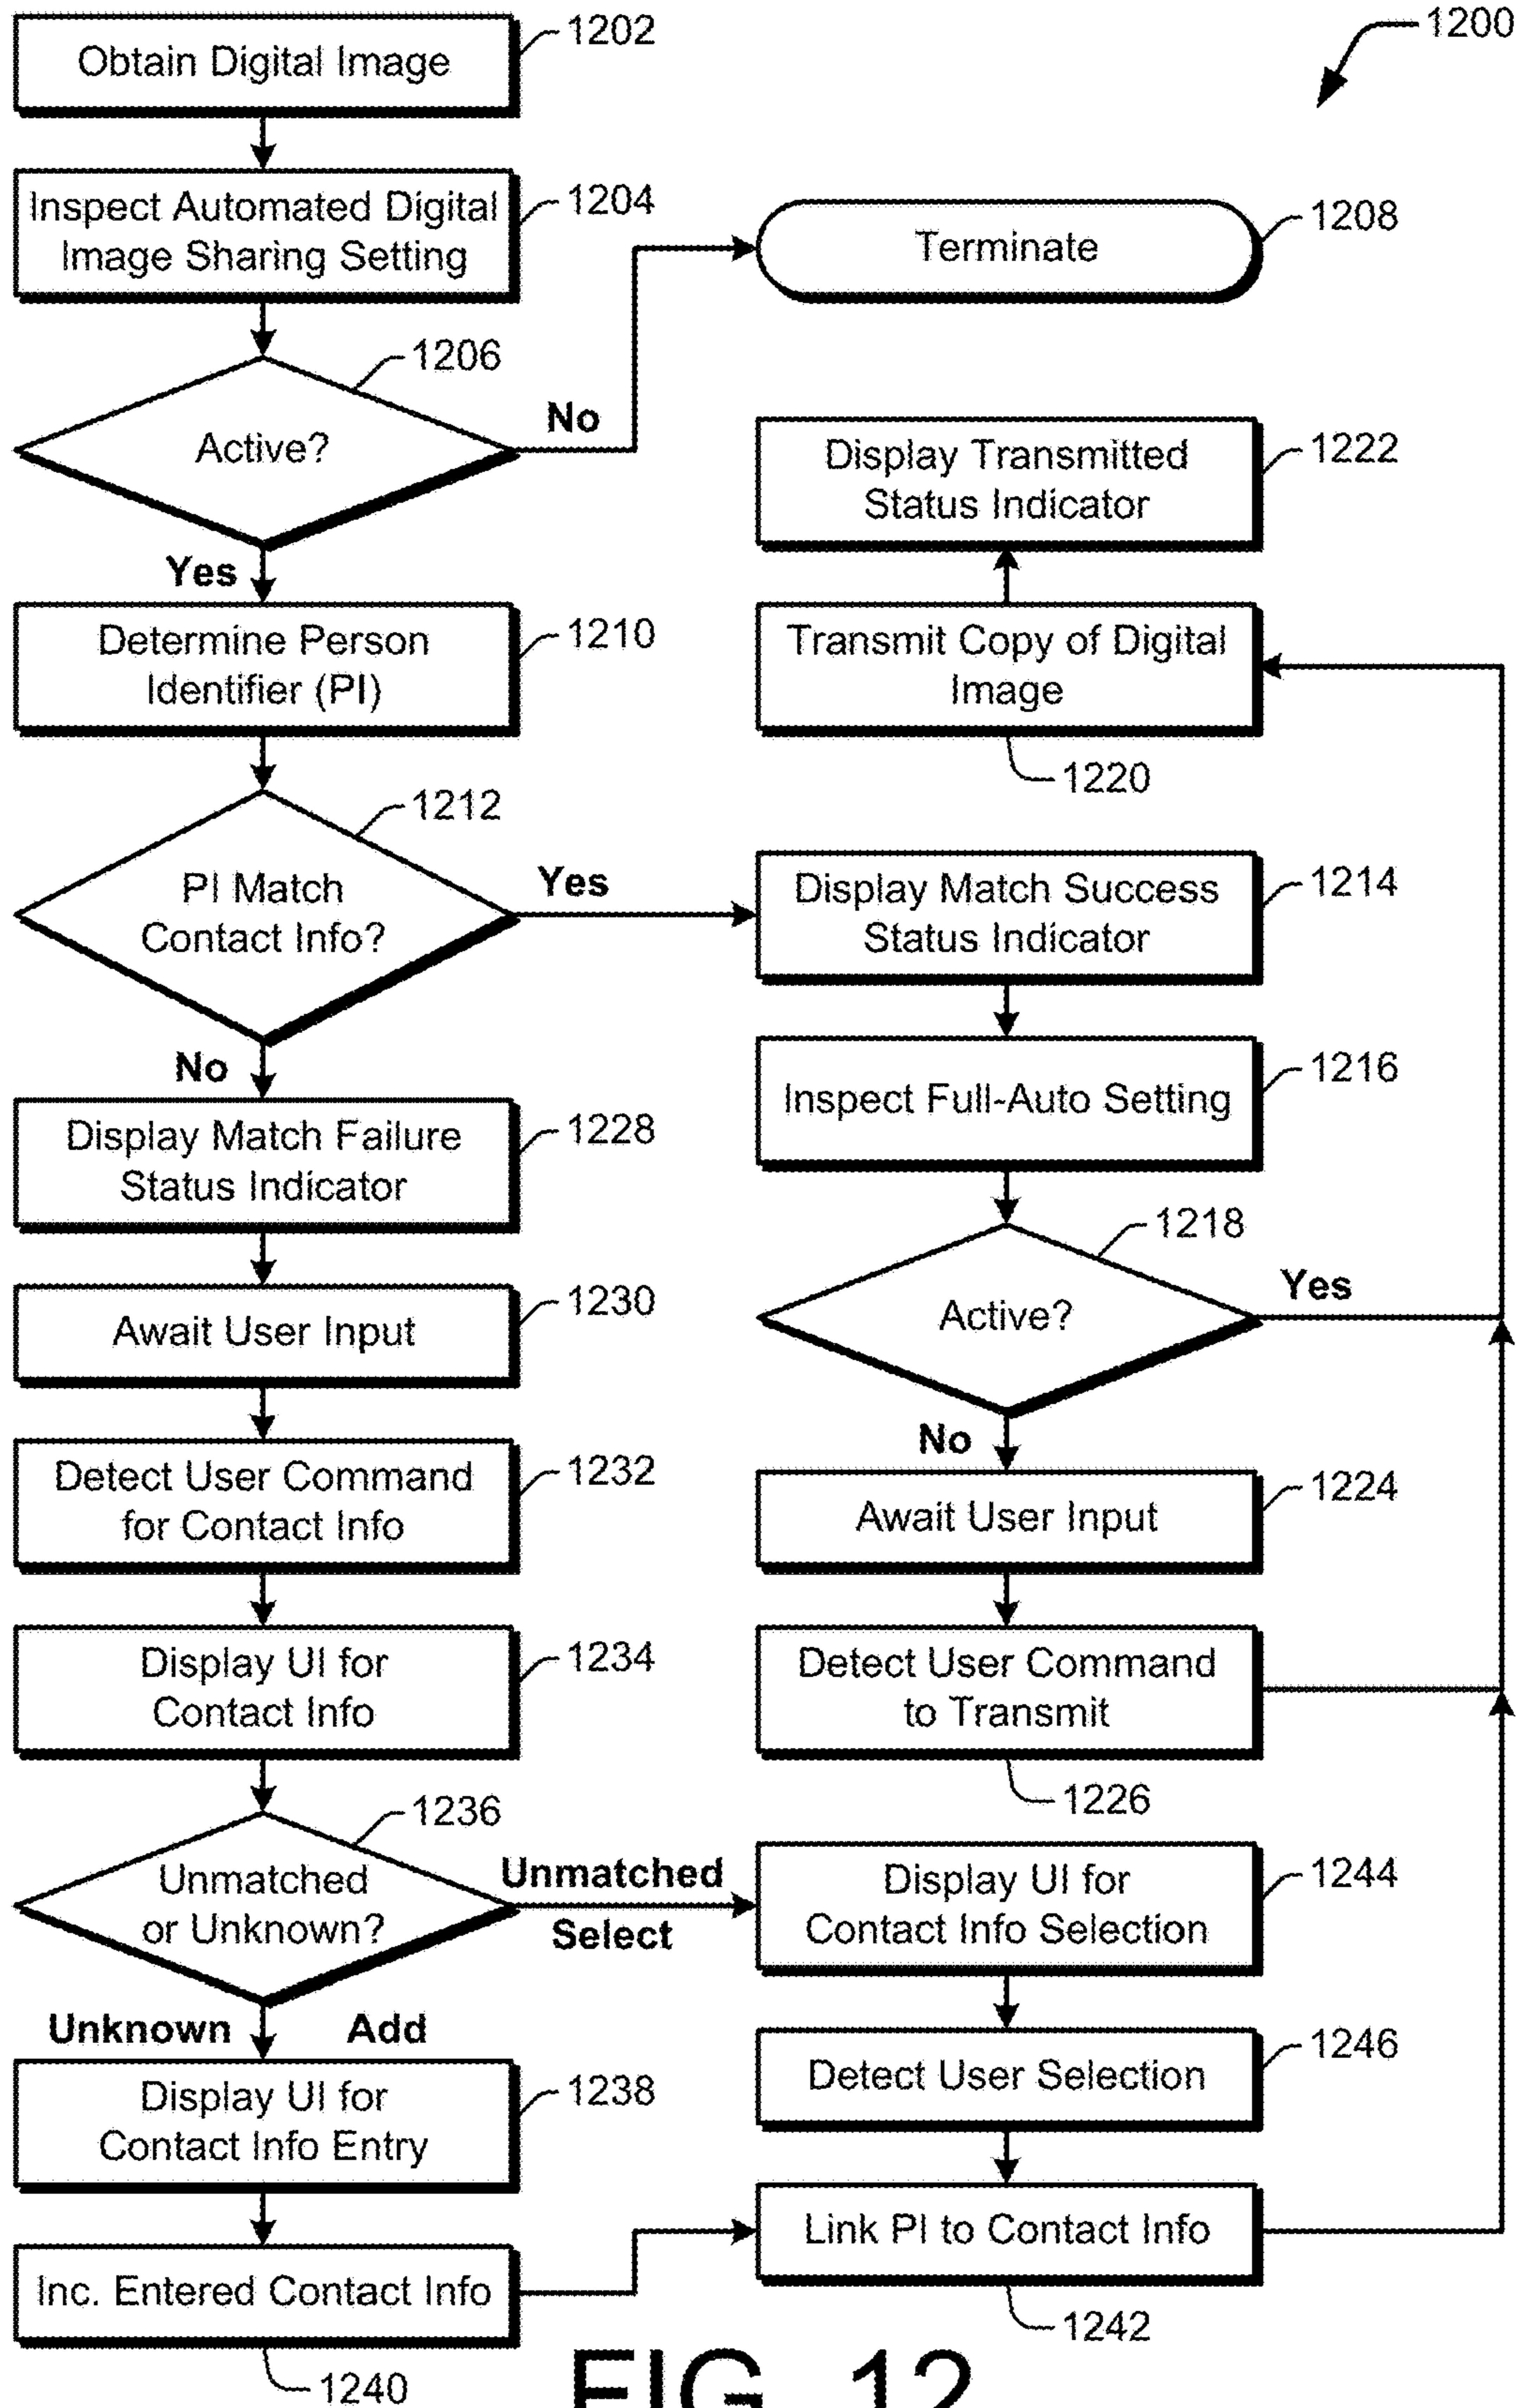 1200
Obtain Digital Image
1202
Inspect Automated Digital
Image Sharing Setting
1204
Active?
1206
No
Terminate
1208
Yes
Determine Person
Identifier (PI)
1210
PI Match
Contact Info?
1212
Yes
Display Match Success
Status Indicator
1214
Inspect Full-Auto Setting
1216
Active?
1218
Yes
Transmit Copy of Digital
Image
1220
Display Transmitted
Status Indicator
1222
No
Await User Input
1224
Detect User Command
to Transmit
1226
No
Display Match Failure
Status Indicator
1228
Await User Input
1230
Detect User Command
for Contact Info
1232
Display UI for
Contact Info
1234
Unmatched
or Unknown?
1236
Unmatched
Select
Unknown Add
Display UI for
Contact Info Entry
1238
Inc. Entered Contact Info
1240
Display UI for
Contact Info Selection
1244
Detect User Selection
1246
Link PI to Contact Info
1242
FIG. 12